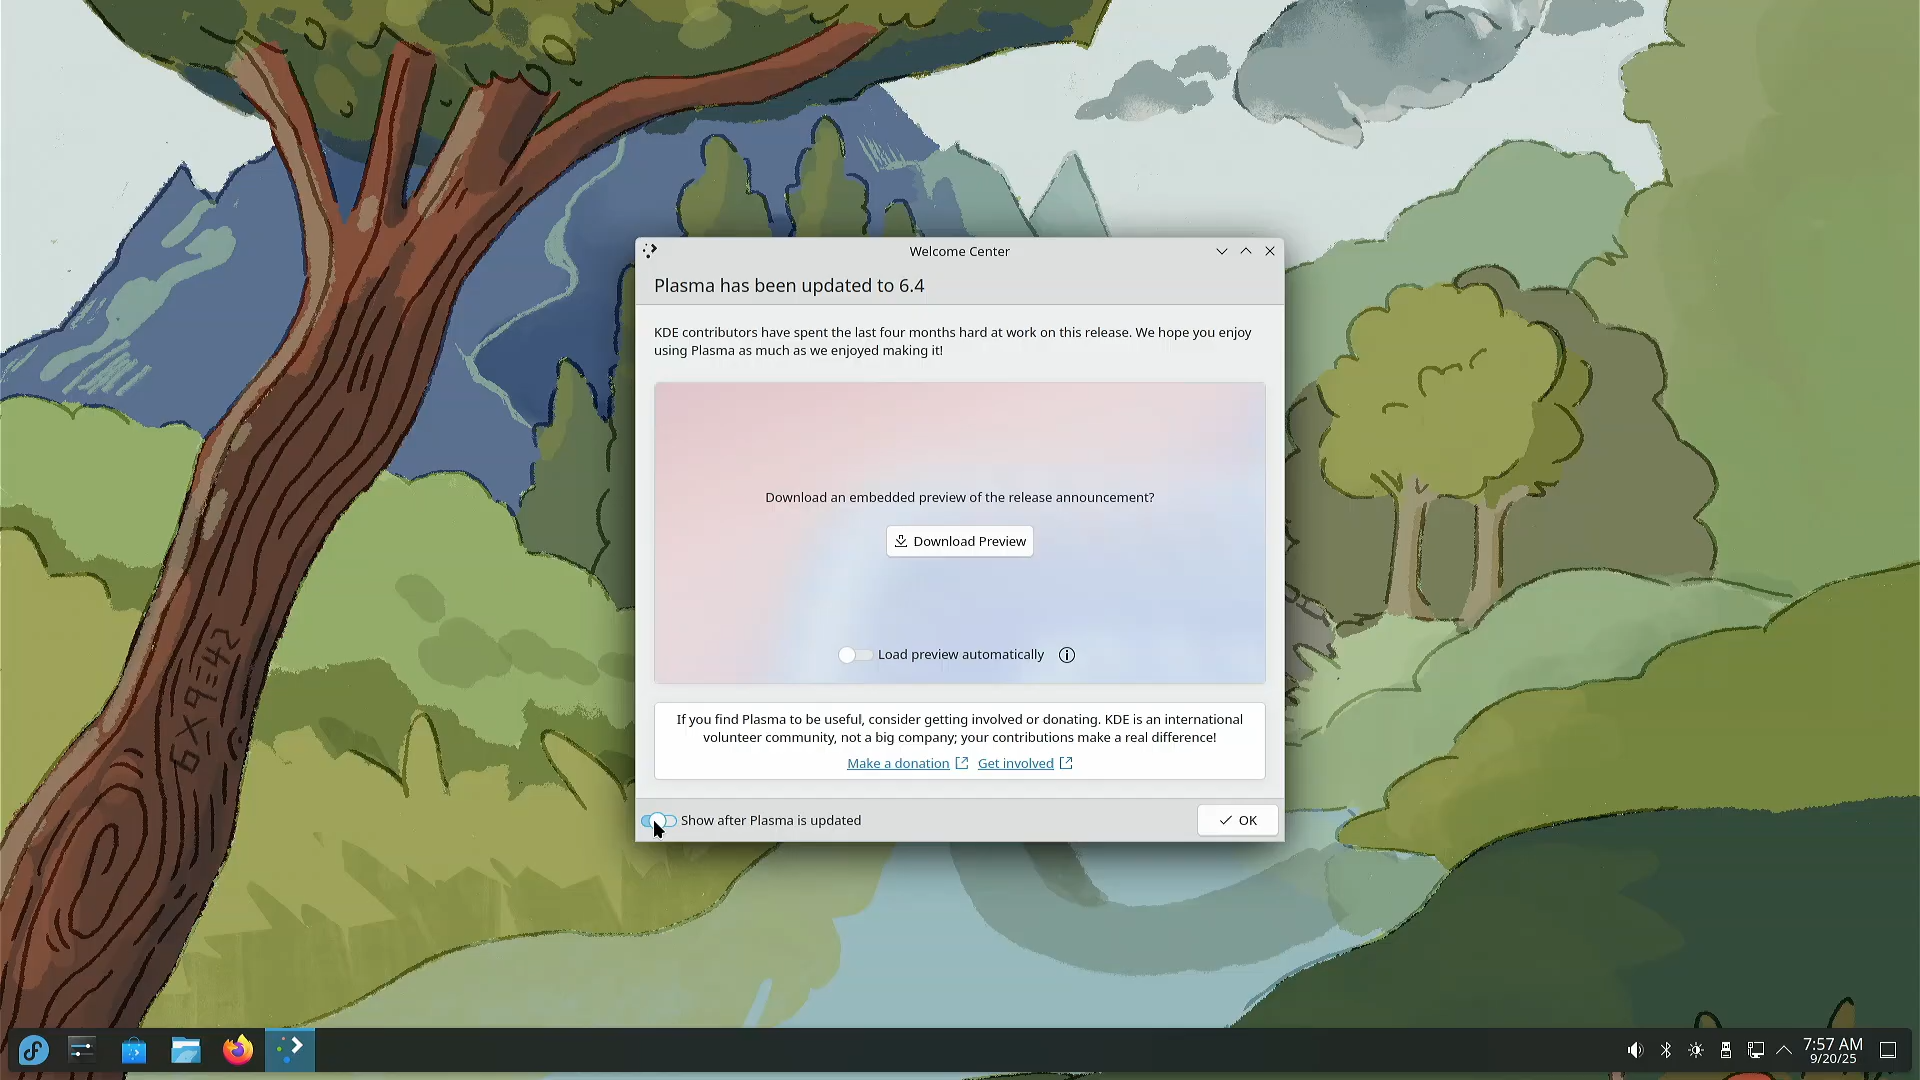 Welcome Center
Plasma has been updated to 6.4
KDE contributors have spent the last four months hard at work on this release. We hope you enjoy
using Plasma as much as we enjoyed making it!
Download an embedded preview of the release announcement?
Download Preview
Load preview automatically
6×9=42
If you find Plasma to be useful, consider getting involved or donating. KDE is an international
volunteer community, not a big company; your contributions make a real difference!
Make a donation Get involved
Show after Plasma is updated
OK
7:57 AM
9/20/25